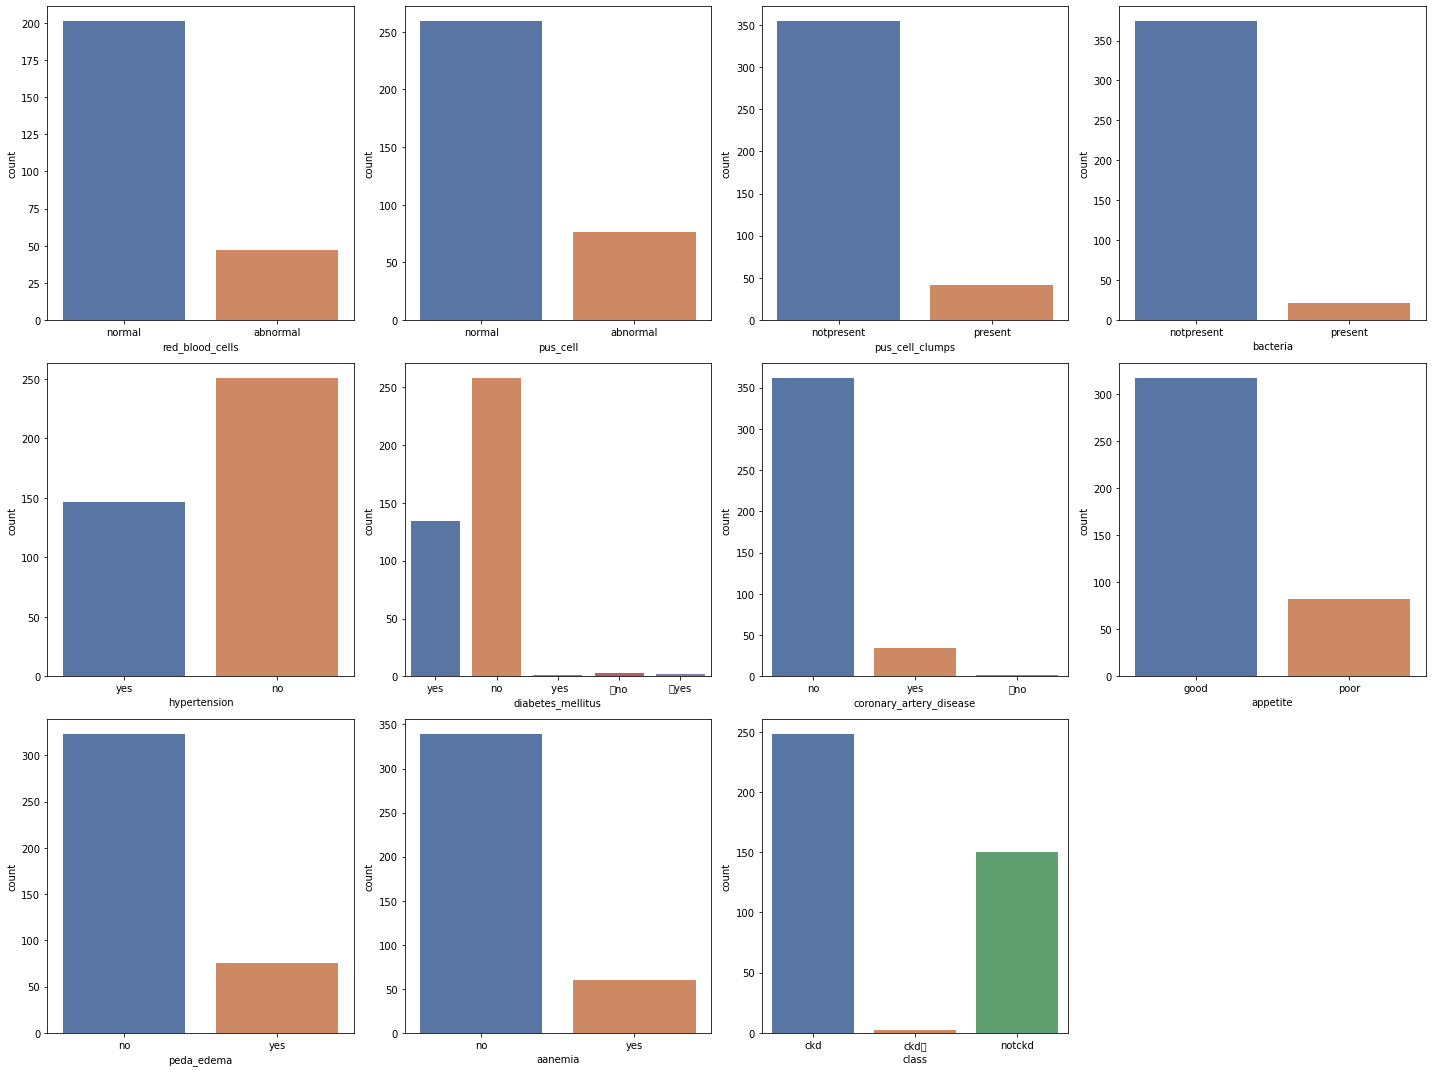 200
175
150
125
100
75
50
25
0
count
normal abnormal
red_blood_cells
250
200
150
100
50
0
count
normal abnormal
pus_cell
350
300
250
200
150
100
50
0
count
notpresent present
pus_cell_clumps
350
300
250
200
150
100
50
0
count
notpresent present
bacteria
250
200
150
100
50
0
count
yes no
hypertension
250
200
150
100
50
0
count
yes no yes ▯no ▯yes
diabetes_mellitus
350
300
250
200
150
100
50
0
count
no yes ▯no
coronary_artery_disease
300
250
200
150
100
50
0
count
good poor
appetite
300
250
200
150
100
50
0
count
no yes
peda_edema
350
300
250
200
150
100
50
0
count
no yes
aanemia
250
200
150
100
50
0
count
ckd ckd▯ notckd
class